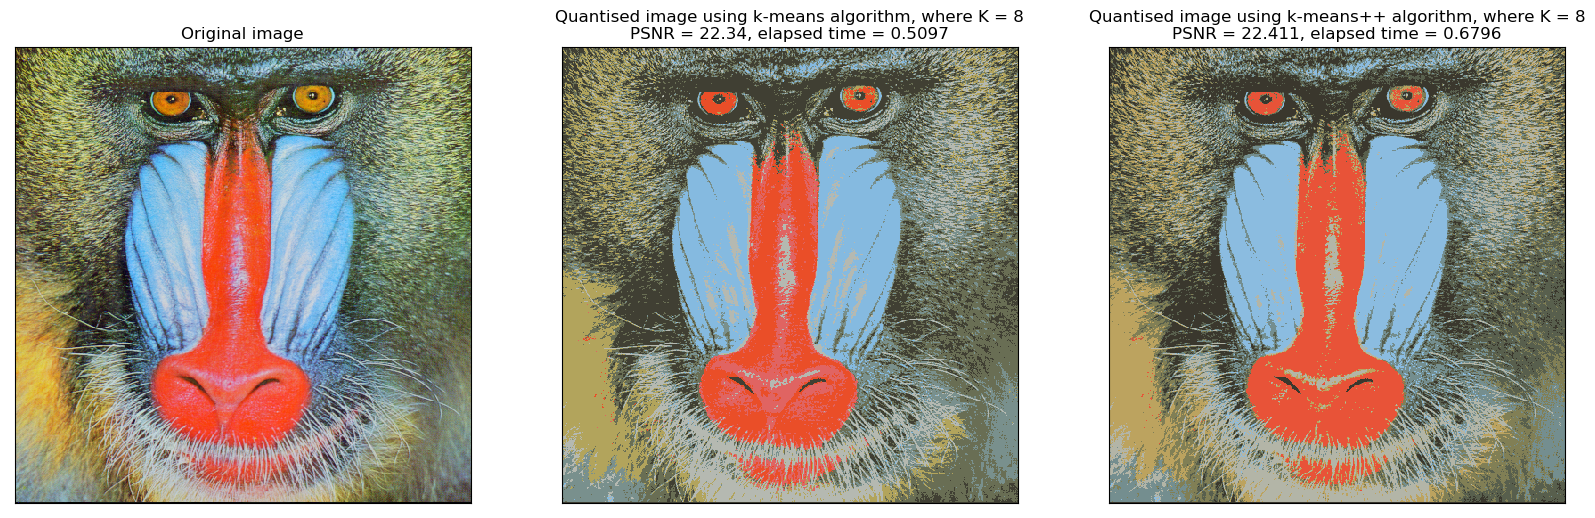 Original image
Quantised image using k-means algorithm, where K = 8
PSNR = 22.34, elapsed time = 0.5097
Quantised image using k-means++ algorithm, where K = 8
PSNR = 22.411, elapsed time = 0.6796